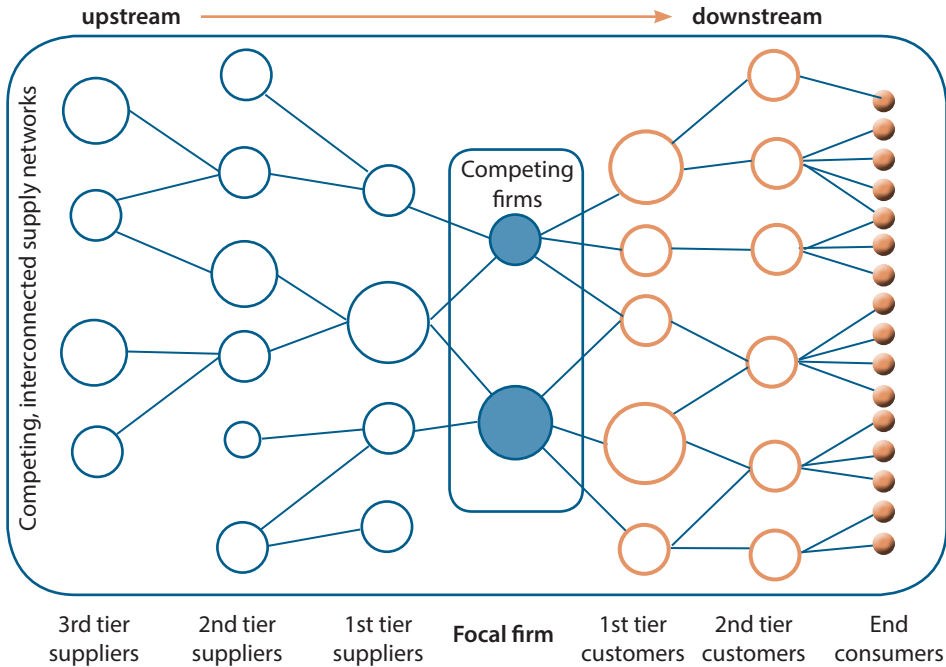 upstream
downstream
Competing, interconnected supply networks
Competing
firms
3rd tier
suppliers
2nd tier
suppliers
1st tier
suppliers
Focal firm
1st tier
customers
2nd tier
customers
End
consumers